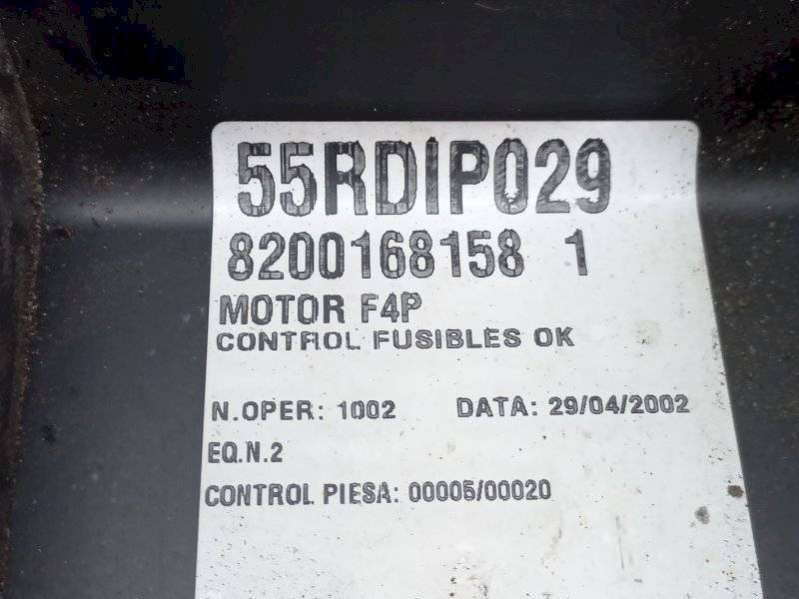 55RDIP029
8200168158 1
MOTOR F4P
CONTROL FUSIBLES OK
N.OPER: 1002 DATA: 29/04/2002
EQ.N.2
CONTROL PIESA: 00005/00020